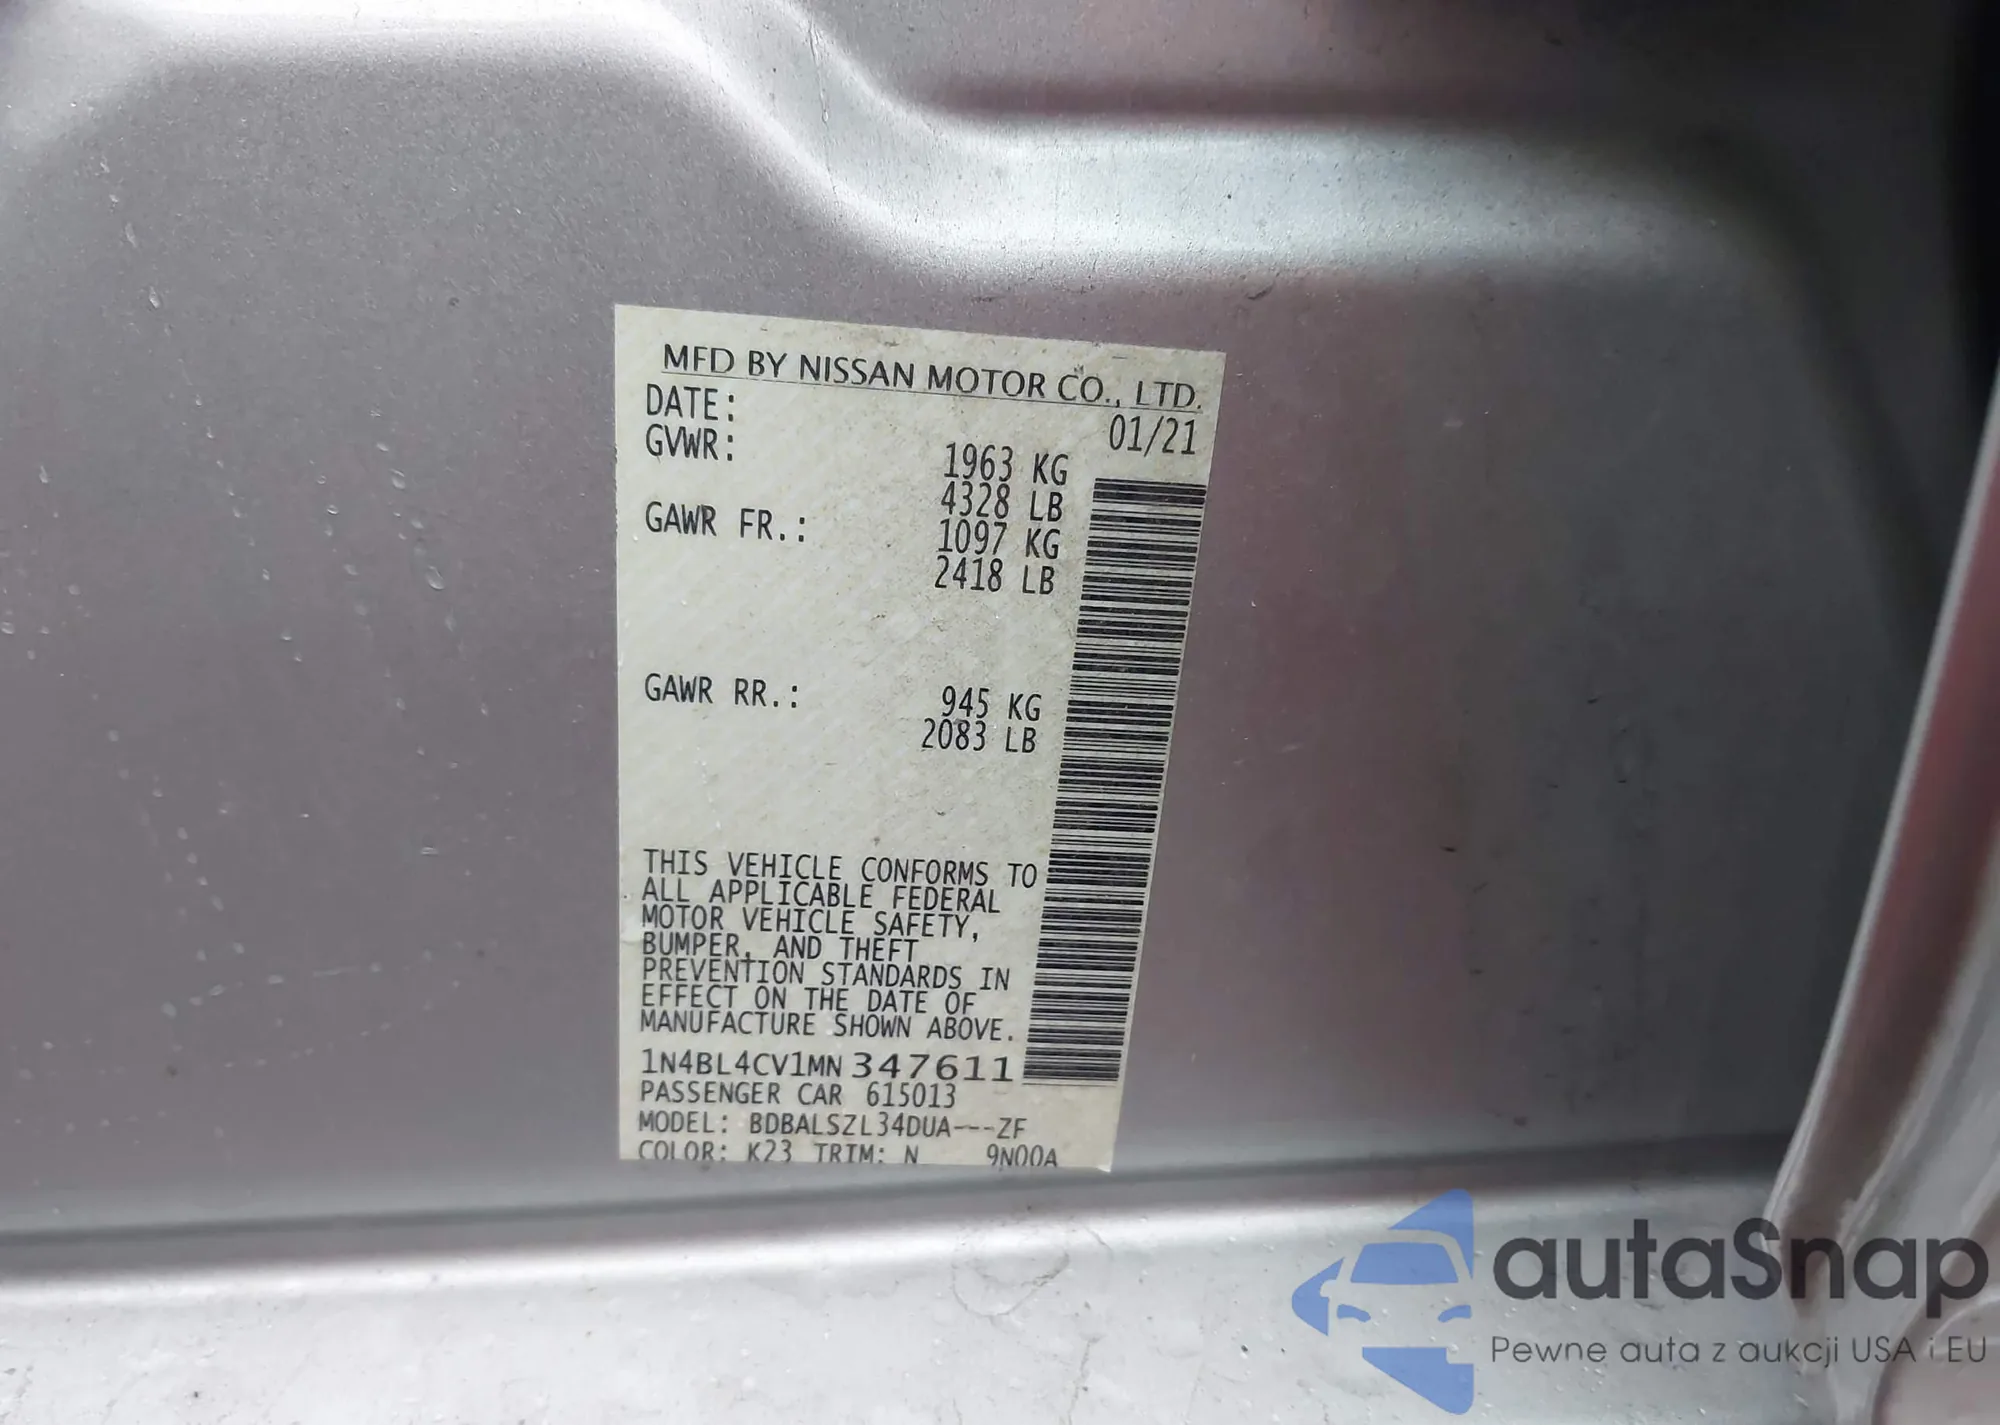 MFD BY NISSAN MOTOR CO., LTD.
DATE: 01/21
GVWR: 1963 KG
4328 LB
GAWR FR.: 1097 KG
2418 LB
GAWR RR.: 945 KG
2083 LB
THIS VEHICLE CONFORMS TO
ALL APPLICABLE FEDERAL
MOTOR VEHICLE SAFETY,
BUMPER, AND THEFT
PREVENTION STANDARDS IN
EFFECT ON THE DATE OF
MANUFACTURE SHOWN ABOVE.
1N4BL4CV1MN347611
PASSENGER CAR 615013
MODEL: BDBALSZL34DUA---ZF
COLOR: K23 TRIM: N 9N00A
autaSnap
Pewne auta z aukcji USA i EU